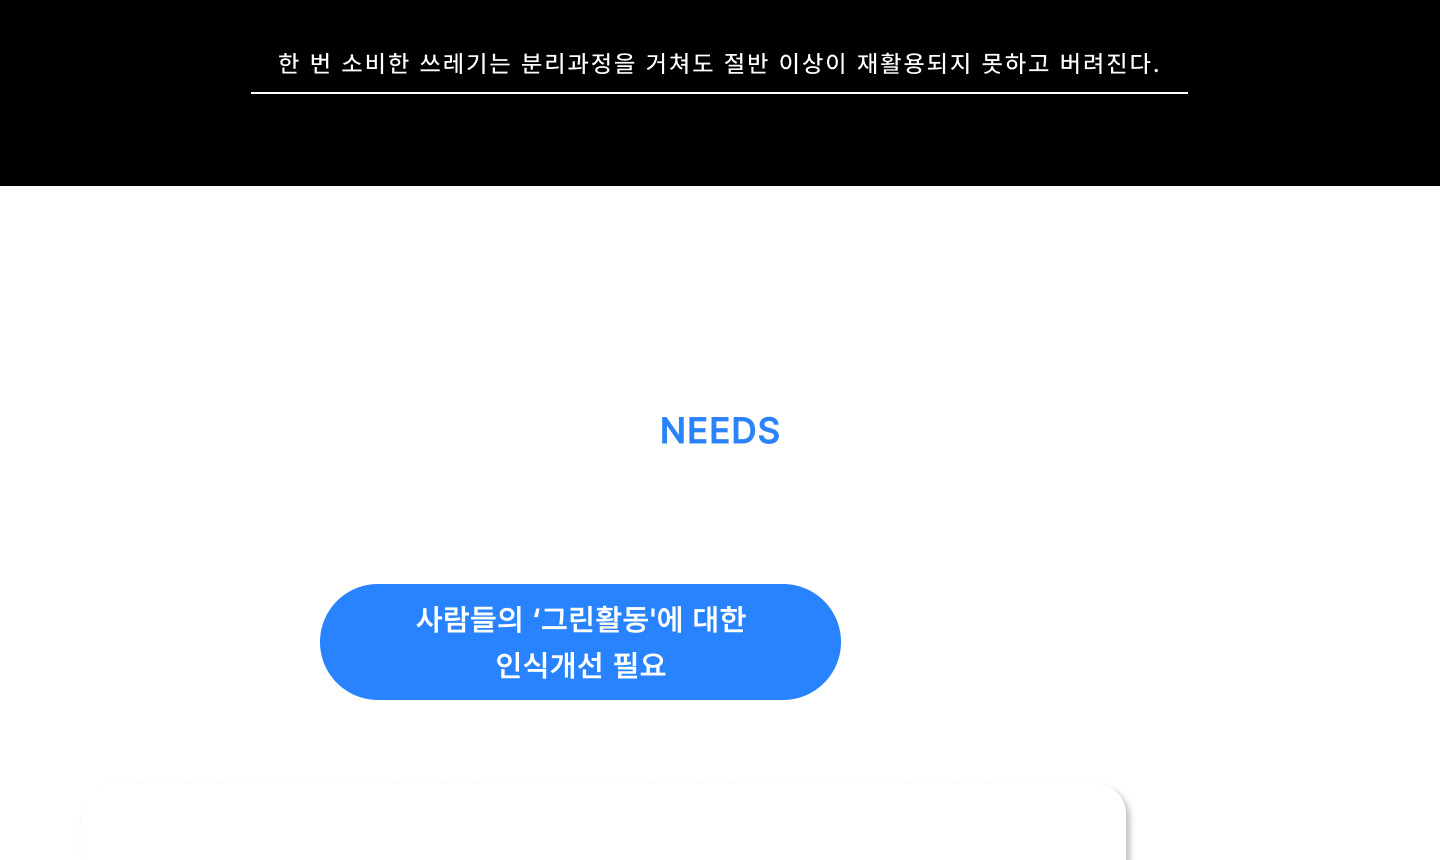 한 번 소비한 쓰레기는 분리과정을 거쳐도 절반 이상이 재활용되지 못하고 버려진다.
NEEDS
사람들의 ‘그린활동'에 대한
인식개선 필요